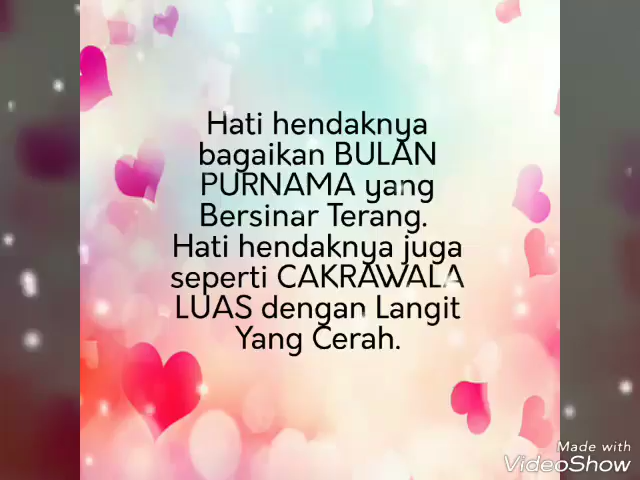 Hati hendaknya
bagaikan BULAN
PURNAMA yang
Bersinar Terang.
Hati hendaknya juga
seperti CAKRAWALA
LUAS dengan Langit
Yang Cerah.
Made with
VideoShow